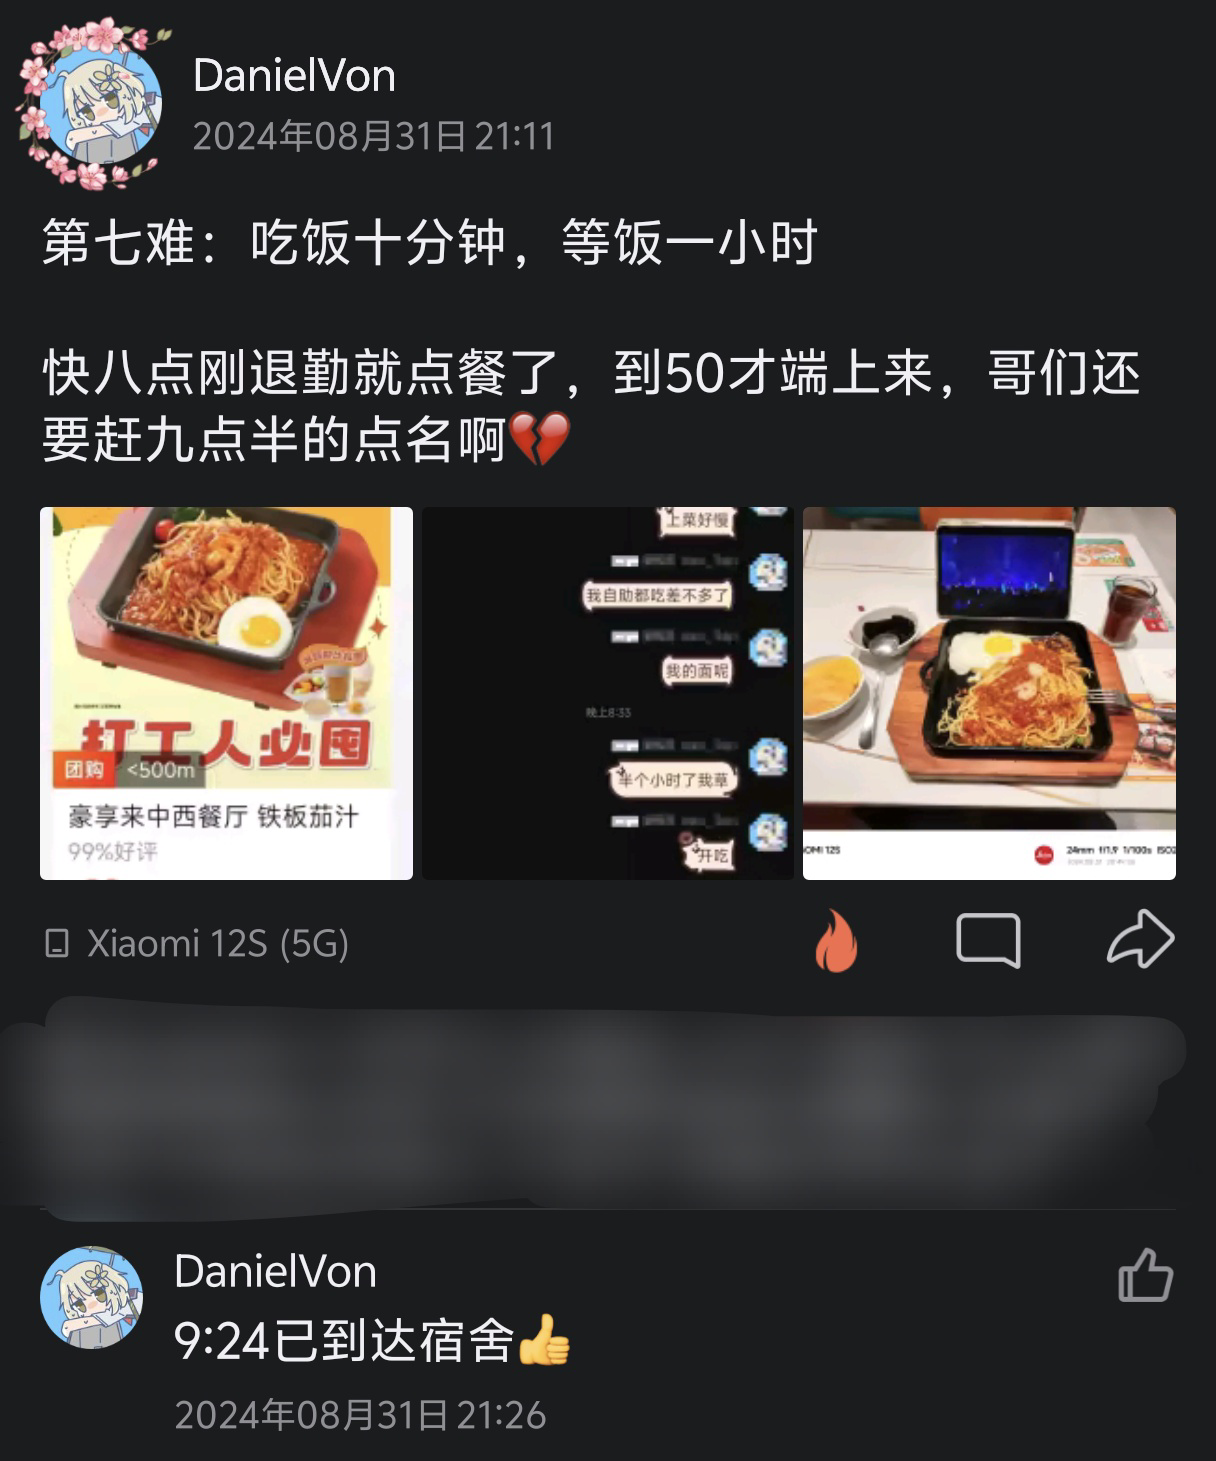 DanielVon
2024年08月31日 21:11
第七难：吃饭十分钟，等饭一小时
快八点刚退勤就点餐了，到50才端上来，哥们还
要赶九点半的点名啊💔
打工人必囤
团购 <500m
豪享来中西餐厅 铁板茄汁
99%好评
上菜好慢
我自助都吃差不多了
我的面呢
晚上8:33
半个小时了我草
开吃
OMI 12S
24mm f/1.9 1/100s ISO2
Xiaomi 12S (5G)
DanielVon
9:24已到达宿舍👍
2024年08月31日 21:26